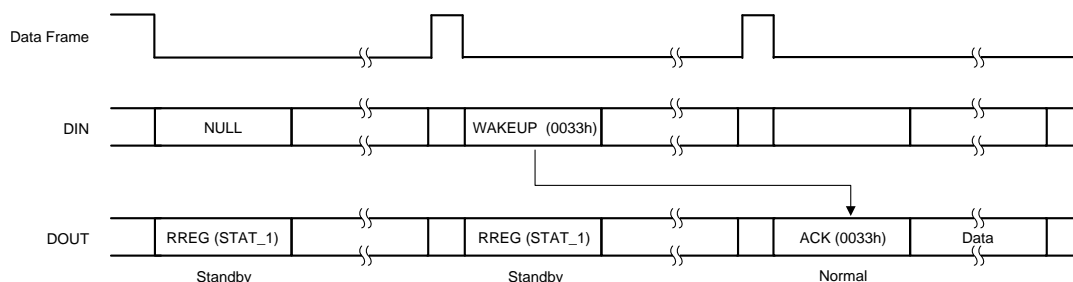 Data Frame
DIN
NULL
WAKEUP (0033h)
DOUT
RREG (STAT_1)
RREG (STAT_1)
ACK (0033h)
Data
Standby
Standby
Normal